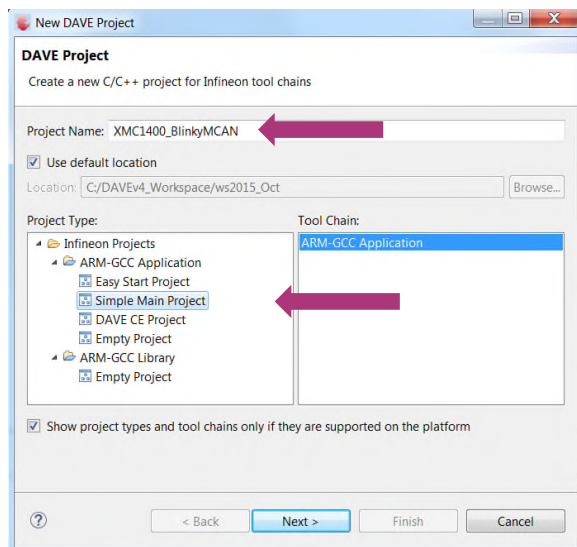 New DAVE Project
DAVE Project
Create a new C/C++ project for Infineon tool chains
Project Name: XMC1400_BlinkyMCAN
Use default location
Location: C:/DAVEv4_Workspace/ws2015_Oct Browse...
Project Type: Tool Chain:
Infineon Projects ARM-GCC Application
ARM-GCC Application
Easy Start Project
Simple Main Project
DAVE CE Project
Empty Project
ARM-GCC Library
Empty Project
Show project types and tool chains only if they are supported on the platform
? < Back Next > Finish Cancel